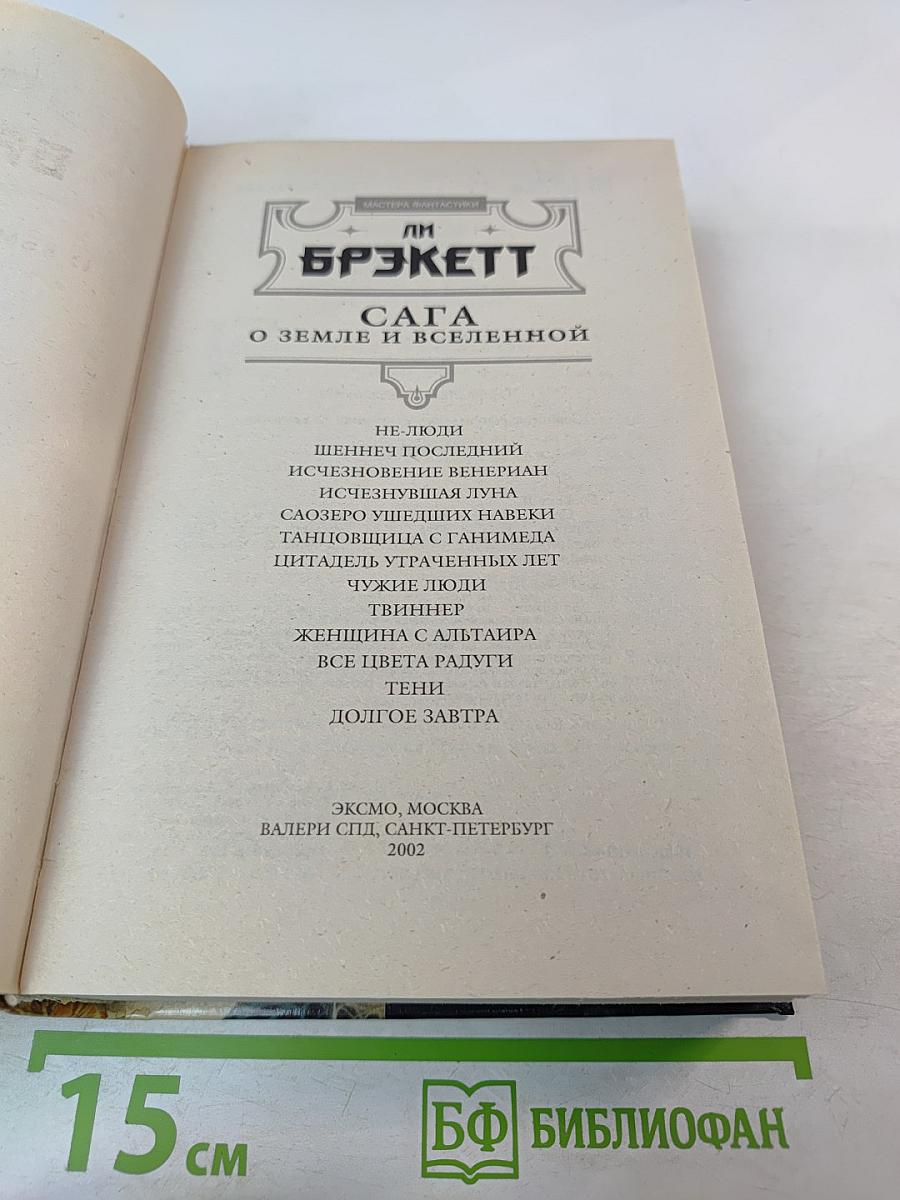 МАСТЕРА ФАНТАСТИКИ
ЛИ
БРЭКЕТТ
САГА
О ЗЕМЛЕ И ВСЕЛЕННОЙ
НЕ-ЛЮДИ
ШЕННЕЧ ПОСЛЕДНИЙ
ИСЧЕЗНОВЕНИЕ ВЕНЕРИАН
ИСЧЕЗНУВШАЯ ЛУНА
САОЗЕРО УШЕДШИХ НАВЕКИ
ТАНЦОВЩИЦА С ГАНИМЕДА
ЦИТАДЕЛЬ УТРАЧЕННЫХ ЛЕТ
ЧУЖИЕ ЛЮДИ
ТВИННЕР
ЖЕНЩИНА С АЛЬТАИРА
ВСЕ ЦВЕТА РАДУГИ
ТЕНИ
ДОЛГОЕ ЗАВТРА
ЭКСМО, МОСКВА
ВАЛЕРИ СПД, САНКТ-ПЕТЕРБУРГ
2002
15 см
БФ БИБЛИОФАН